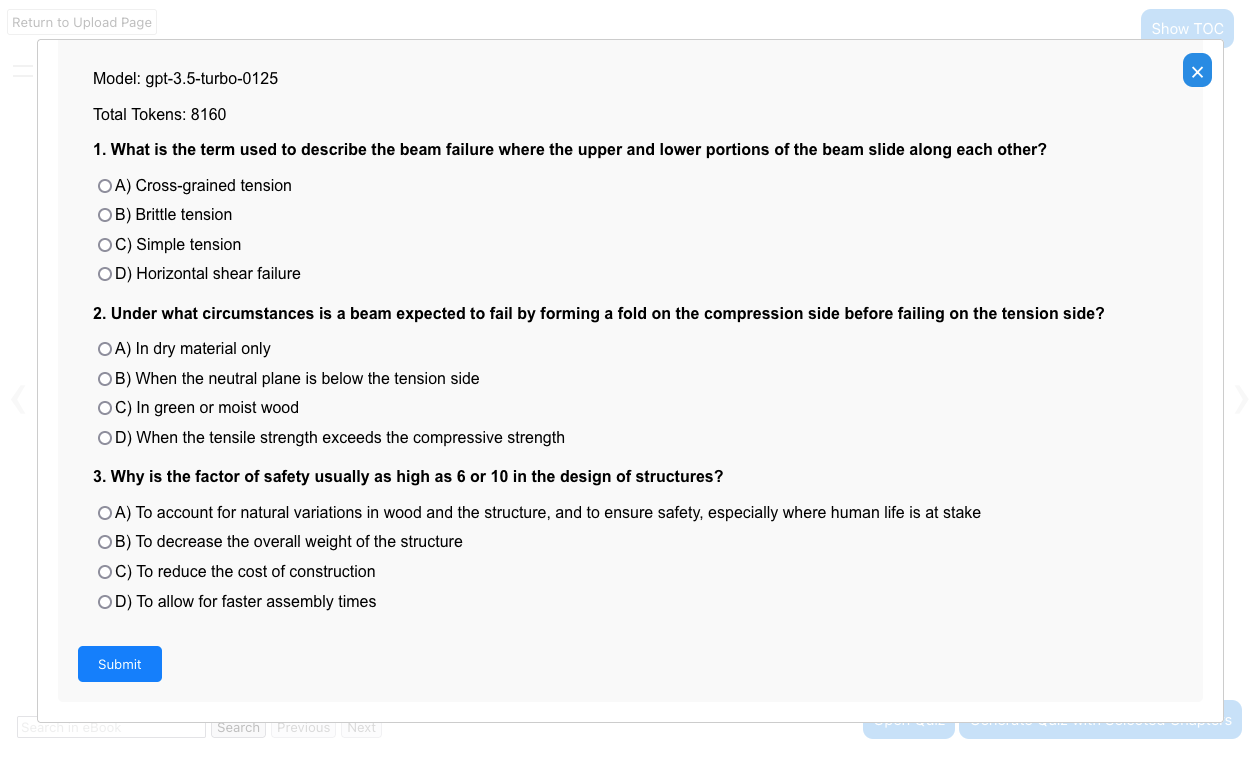 Return to Upload Page
Show TOC
×
Model: gpt-3.5-turbo-0125
Total Tokens: 8160
1. What is the term used to describe the beam failure where the upper and lower portions of the beam slide along each other?
A) Cross-grained tension
B) Brittle tension
C) Simple tension
D) Horizontal shear failure
2. Under what circumstances is a beam expected to fail by forming a fold on the compression side before failing on the tension side?
A) In dry material only
B) When the neutral plane is below the tension side
C) In green or moist wood
D) When the tensile strength exceeds the compressive strength
3. Why is the factor of safety usually as high as 6 or 10 in the design of structures?
A) To account for natural variations in wood and the structure, and to ensure safety, especially where human life is at stake
B) To decrease the overall weight of the structure
C) To reduce the cost of construction
D) To allow for faster assembly times
Submit
Search in eBook Search Previous Next Open Quiz Generate Quiz with Selected Chapters